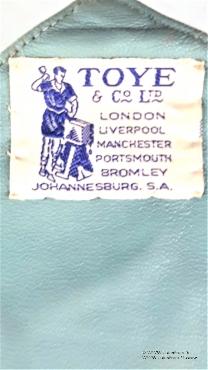 TOYE
& Co LTD
LONDON
LIVERPOOL
MANCHESTER
PORTSMOUTH
BROMLEY
JOHANNESBURG, S.A.